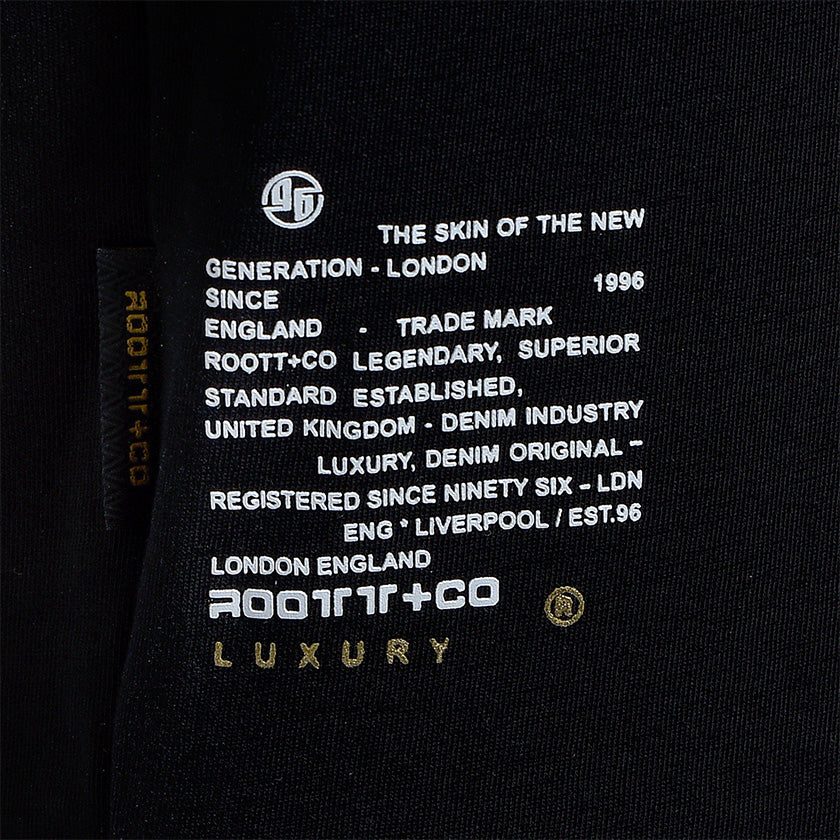 96
THE SKIN OF THE NEW
GENERATION - LONDON
SINCE 1996
ENGLAND - TRADE MARK
ROOTT+CO LEGENDARY, SUPERIOR
STANDARD ESTABLISHED,
UNITED KINGDOM - DENIM INDUSTRY
LUXURY, DENIM ORIGINAL –
REGISTERED SINCE NINETY SIX – LDN
ENG * LIVERPOOL / EST.96
LONDON ENGLAND
ROOTT+CO
R
LUXURY
ROOTT+CO